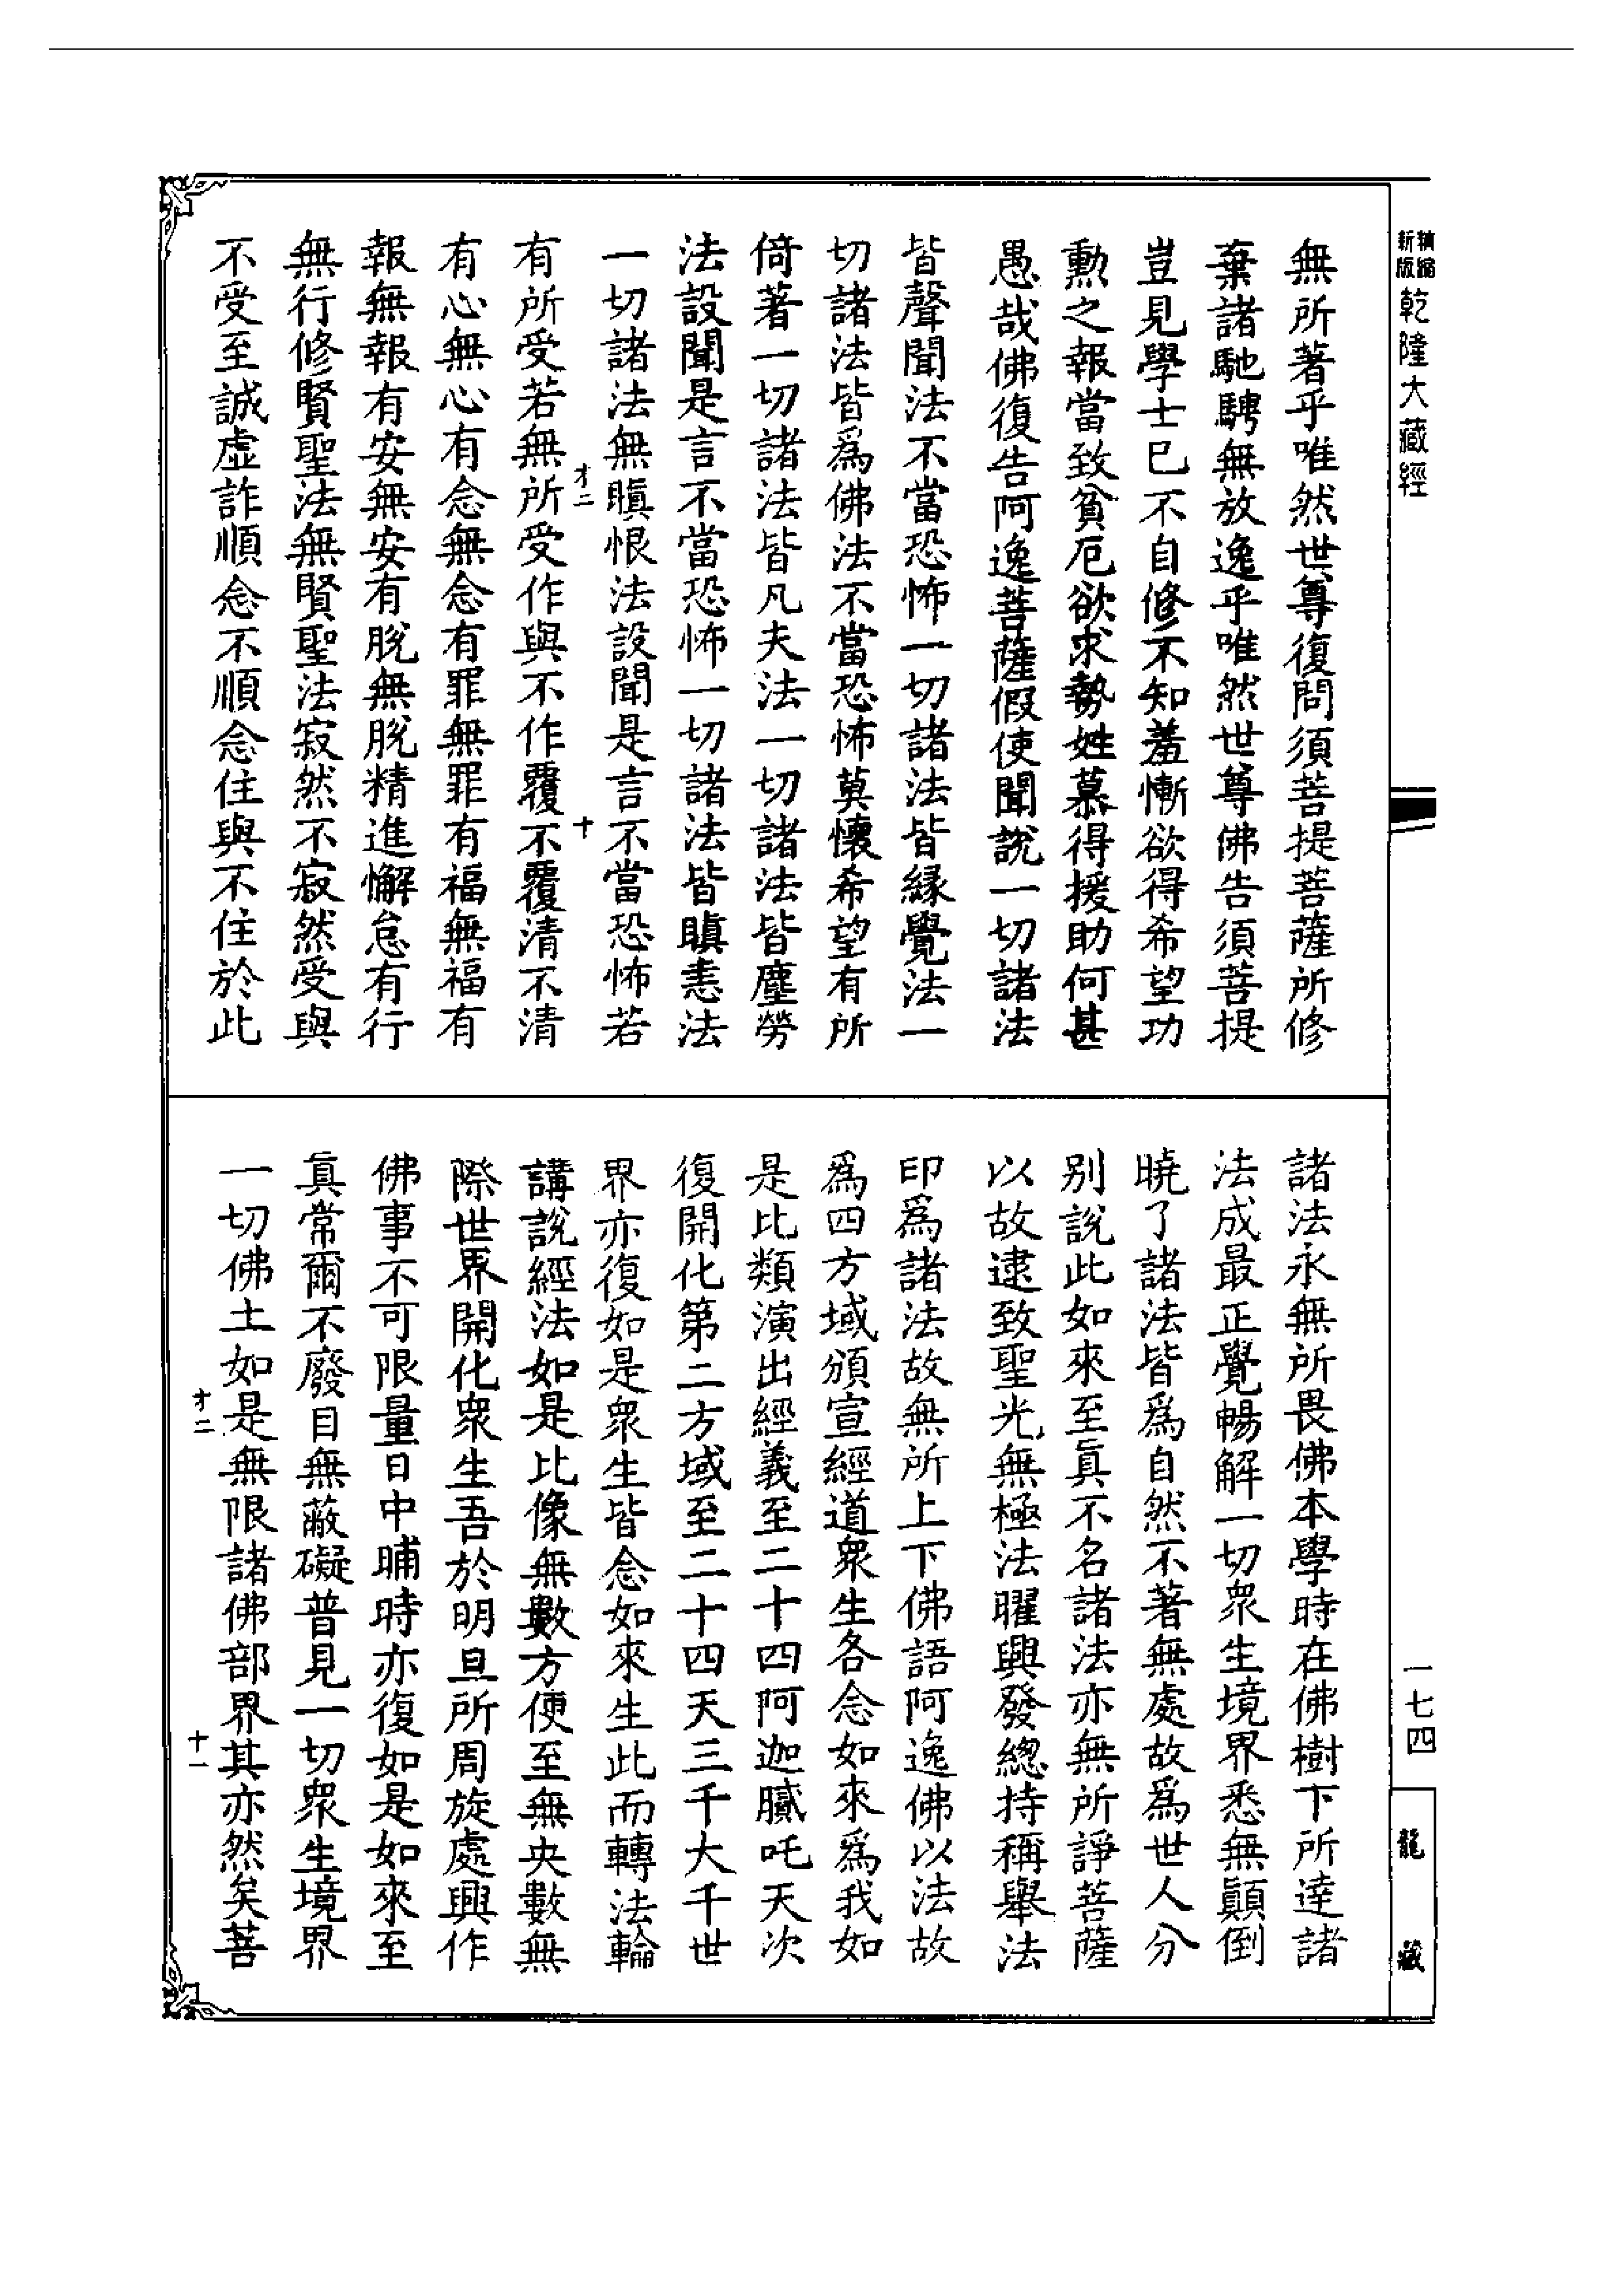 精縮新版乾隆大藏經
無所著乎唯然世尊復問須菩提菩薩所修
棄諸馳騁無放逸乎唯然世尊佛告須菩提
豈見學士已不自修不知羞慚欲得希望功
勲之報當致貧厄欲求勢姓慕得援助何甚
愚哉佛復告阿逸菩薩假使聞說一切諸法
皆聲聞法不當恐怖一切諸法皆緣覺法一
切諸法皆爲佛法不當恐怖莫懷希望有所
倚著一切諸法皆凡夫法一切諸法皆塵勞
法設聞是言不當恐怖一切諸法皆瞋恚法
一切諸法無瞋恨法設聞是言不當恐怖若
才二
十
有所受若無所受作與不作覆不覆清不清
有心無心有念無念有罪無罪有福無福有
報無報有安無安有脫無脫精進懈怠有行
無行修賢聖法無賢聖法寂然不寂然受與
不受至誠虛詐順念不順念住與不住於此
諸法永無所畏佛本學時在佛樹下所逹諸
法成最正覺暢解一切衆生境界悉無顚倒
曉了諸法皆爲自然不著無處故爲世人分
別說此如來至眞不名諸法亦無所諍菩薩
以故逮致聖光無極法曜興發緫持稱舉法
印爲諸法故無所上下佛語阿逸佛以法故
爲四方域頒宣經道衆生各念如來爲我如
是比類演出經義至二十四阿迦膩吒天次
復開化第二方域至二十四天三千大千世
界亦復如是衆生皆念如來生此而轉法輪
講說經法如是比像無數方便至無央數無
際世界開化衆生吾於明旦所周旋處興作
佛事不可限量日中晡時亦復如是如來至
眞常爾不廢目無蔽礙普見一切衆生境界
一切佛土如是無限諸佛部界其亦然矣菩
才二
十一
一七四
龍藏